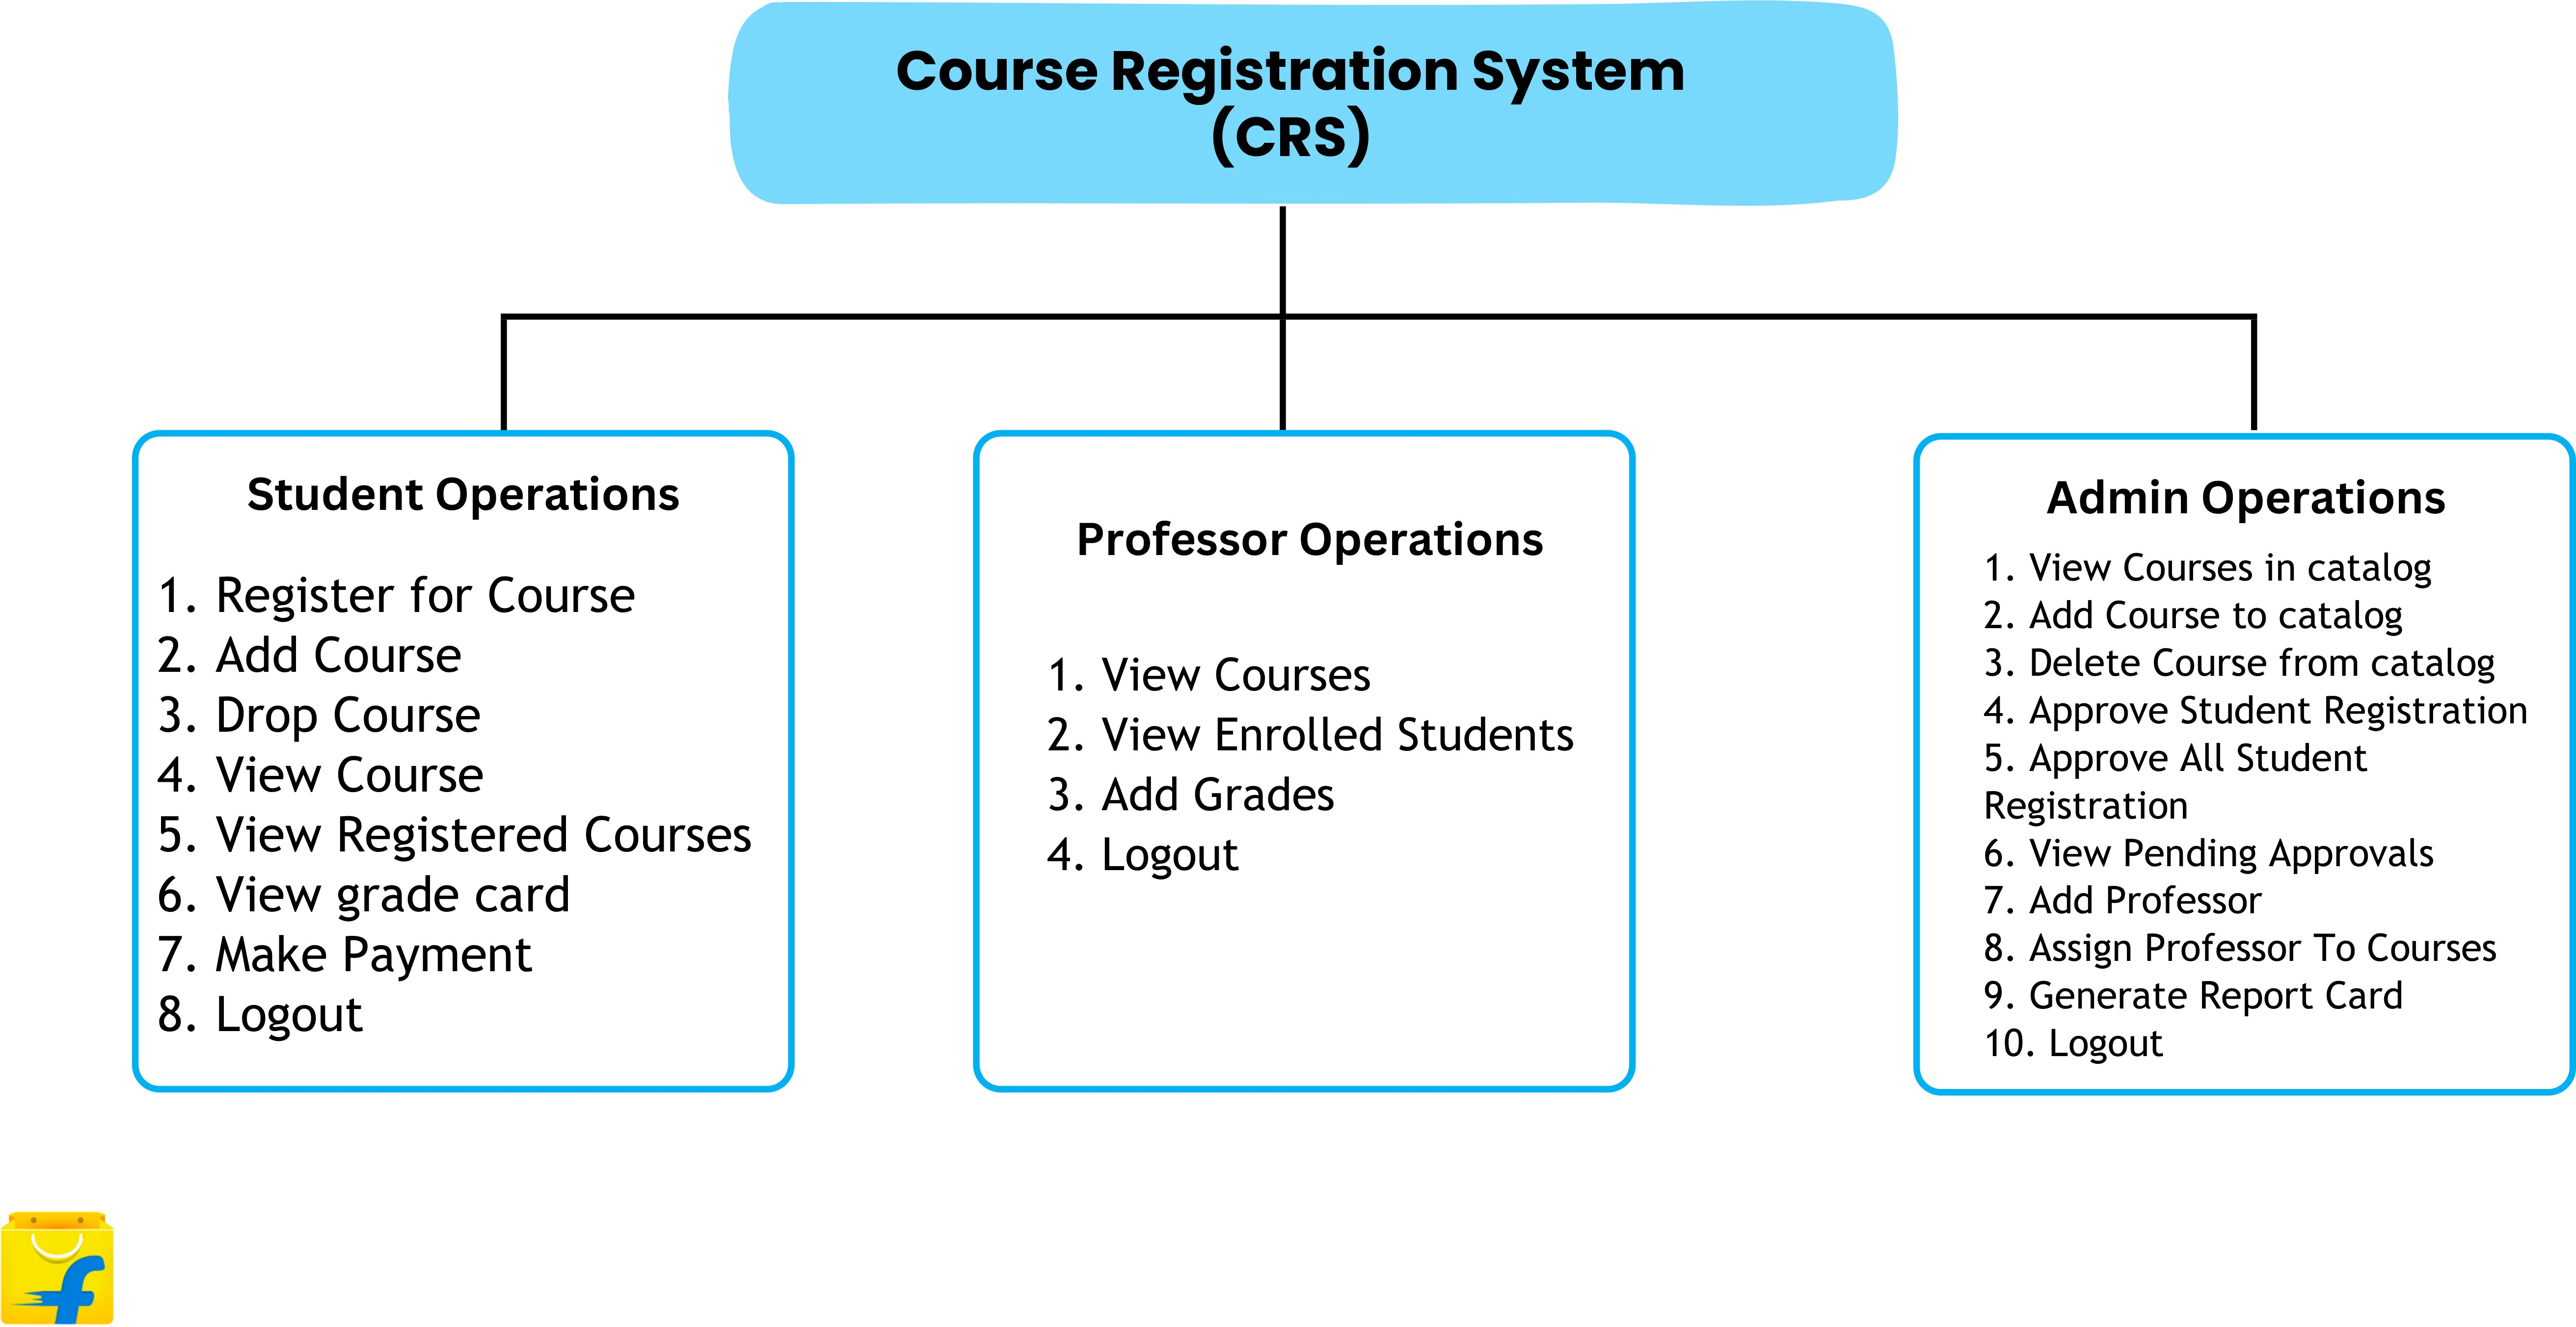 Course Registration System
(CRS)
Student Operations
1. Register for Course
2. Add Course
3. Drop Course
4. View Course
5. View Registered Courses
6. View grade card
7. Make Payment
8. Logout
Professor Operations
1. View Courses
2. View Enrolled Students
3. Add Grades
4. Logout
Admin Operations
1. View Courses in catalog
2. Add Course to catalog
3. Delete Course from catalog
4. Approve Student Registration
5. Approve All Student
Registration
6. View Pending Approvals
7. Add Professor
8. Assign Professor To Courses
9. Generate Report Card
10. Logout
f